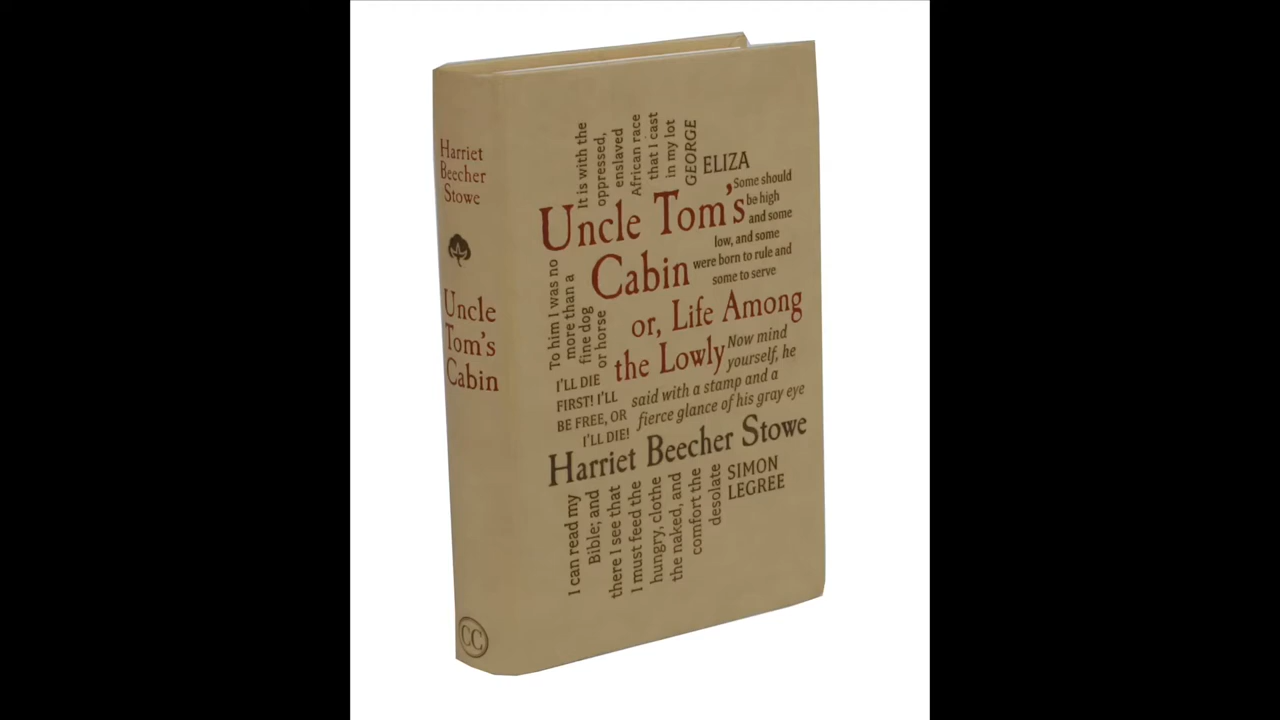 Harriet
Beecher
Stowe
Uncle
Tom's
Cabin
CC
It is with the
oppressed,
enslaved
African race
that I cast
in my lot
GEORGE
ELIZA
Uncle Tom's
Cabin
or, Life Among
the Lowly
Some should
be high
and some
low, and some
were born to rule and
some to serve
To him I was no
more than a
fine dog
or horse
Now mind
yourself, he
said with a stamp and a
fierce glance of his gray eye
I'LL DIE
FIRST! I'LL
BE FREE, OR
I'LL DIE!
Harriet Beecher Stowe
I can read my
Bible; and
there I see that
I must feed the
hungry, clothe
the naked, and
comfort the
desolate
SIMON
LEGREE